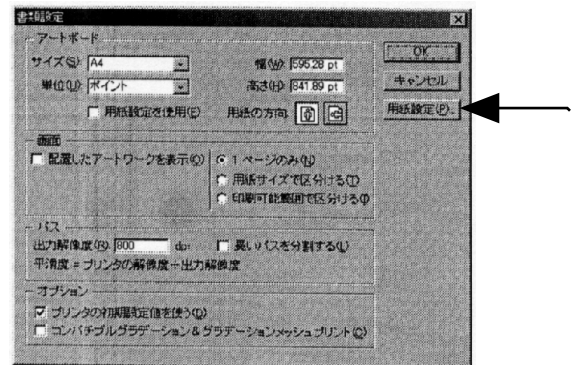 書類設定
アートボード
サイズ(S): A4
幅(W): 595.28 pt
単位(U): ポイント
高さ(H): 841.89 pt
用紙設定を使用(E)
用紙の方向:
OK
キャンセル
用紙設定(P)...
画面
配置したアートワークを表示(O)
1 ページのみ(N)
用紙サイズで区分ける(T)
印刷可能範囲で区分ける(I)
パス
出力解像度(R): 800 dpi
長いパスを分割する(L)
平滑度 = プリンタの解像度÷出力解像度
オプション
プリンタの初期設定値を使う(D)
コンパチブルグラデーション & グラデーションメッシュプリント(C)